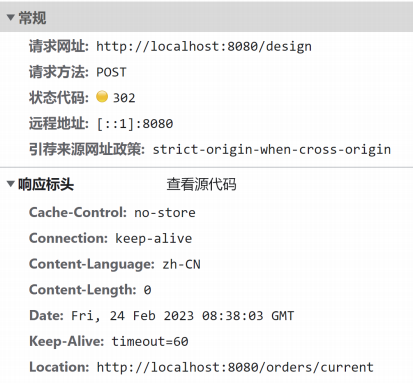 常规
请求网址: http://localhost:8080/design
请求方法: POST
状态代码: 302
远程地址: [::1]:8080
引荐来源网址政策: strict-origin-when-cross-origin
响应标头 查看源代码
Cache-Control: no-store
Connection: keep-alive
Content-Language: zh-CN
Content-Length: 0
Date: Fri, 24 Feb 2023 08:38:03 GMT
Keep-Alive: timeout=60
Location: http://localhost:8080/orders/current